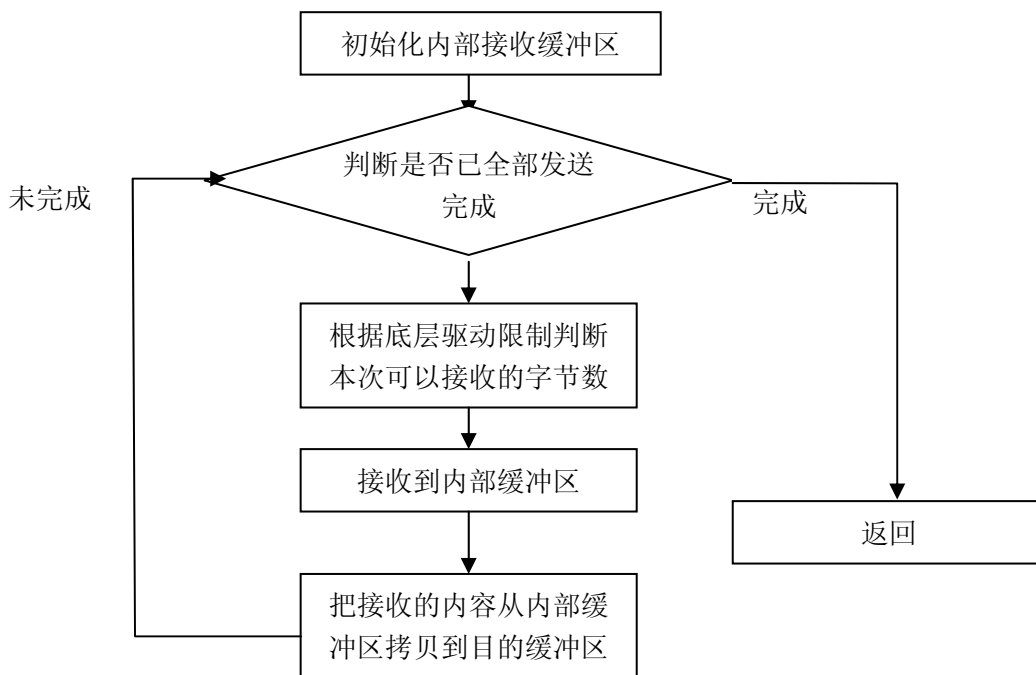 初始化内部接收缓冲区
判断是否已全部发送
完成
未完成
完成
根据底层驱动限制判断
本次可以接收的字节数
接收到内部缓冲区
返回
把接收的内容从内部缓
冲区拷贝到目的缓冲区